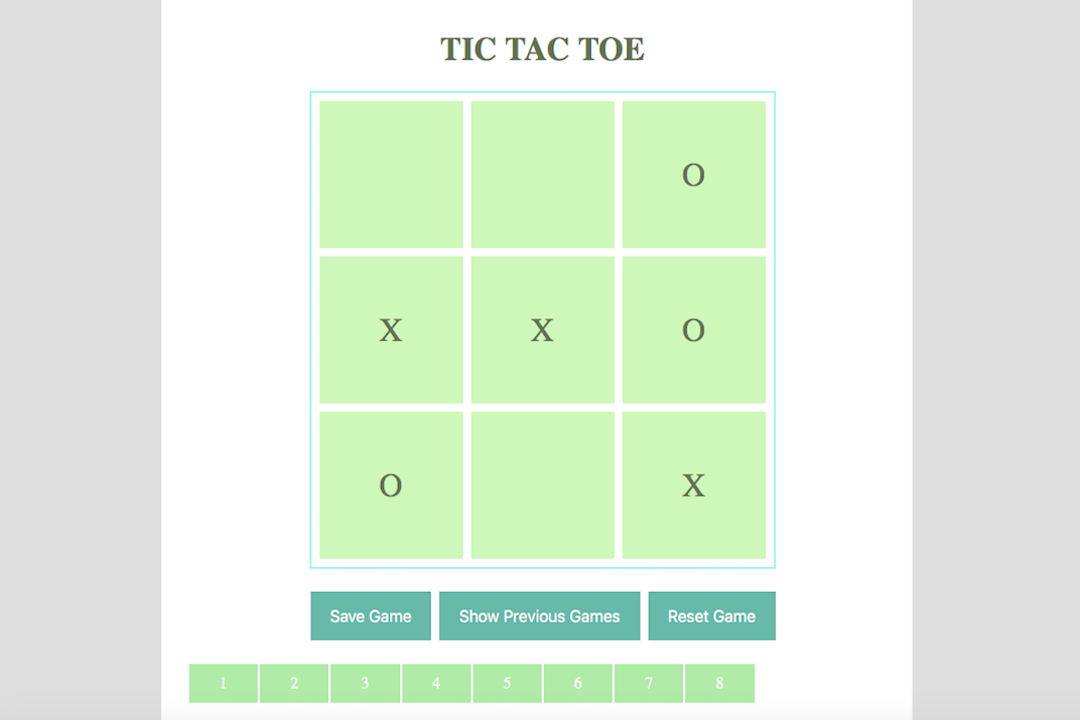 TIC TAC TOE
O
X X O
O X
Save Game Show Previous Games Reset Game
1 2 3 4 5 6 7 8